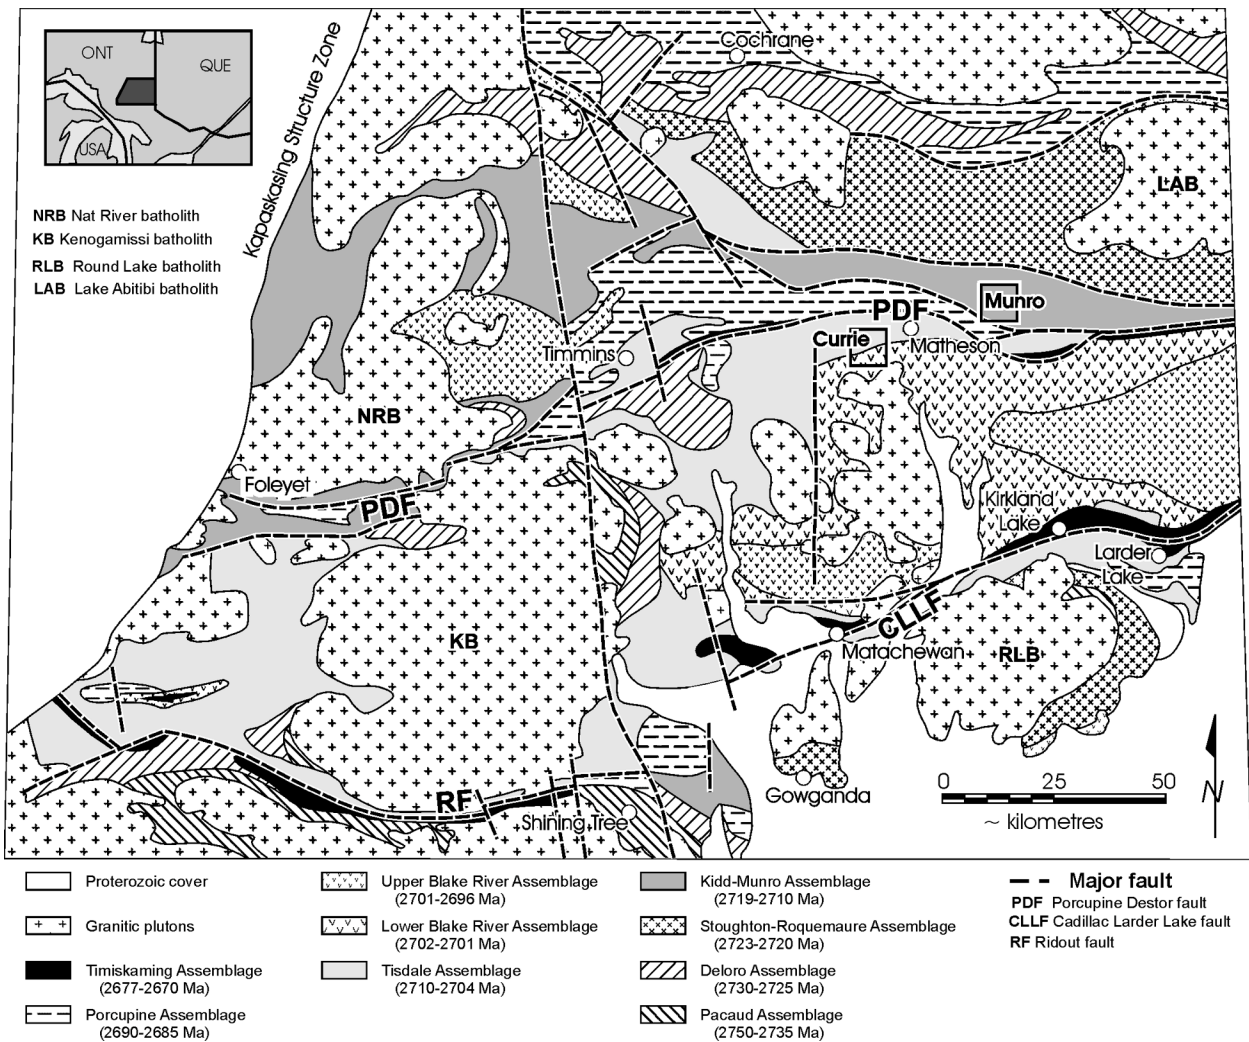 ONT
QUE
USA
Kapaskasing Structure Zone
Cochrane
NRB Nat River batholith
KB Kenogamissi batholith
RLB Round Lake batholith
LAB Lake Abitibi batholith
LAB
Munro
PDF
Currie
Matheson
Timmins
NRB
Foleyet
PDF
Kirkland
Lake
Larder
Lake
CLLF
KB
Matachewan
RLB
Gowganda
RF
Shining Tree
0 25 50
~ kilometres
N
Proterozoic cover
Granitic plutons
Timiskaming Assemblage
(2677-2670 Ma)
Porcupine Assemblage
(2690-2685 Ma)
Upper Blake River Assemblage
(2701-2696 Ma)
Lower Blake River Assemblage
(2702-2701 Ma)
Tisdale Assemblage
(2710-2704 Ma)
Kidd-Munro Assemblage
(2719-2710 Ma)
Stoughton-Roquemaure Assemblage
(2723-2720 Ma)
Deloro Assemblage
(2730-2725 Ma)
Pacaud Assemblage
(2750-2735 Ma)
Major fault
PDF Porcupine Destor fault
CLLF Cadillac Larder Lake fault
RF Ridout fault